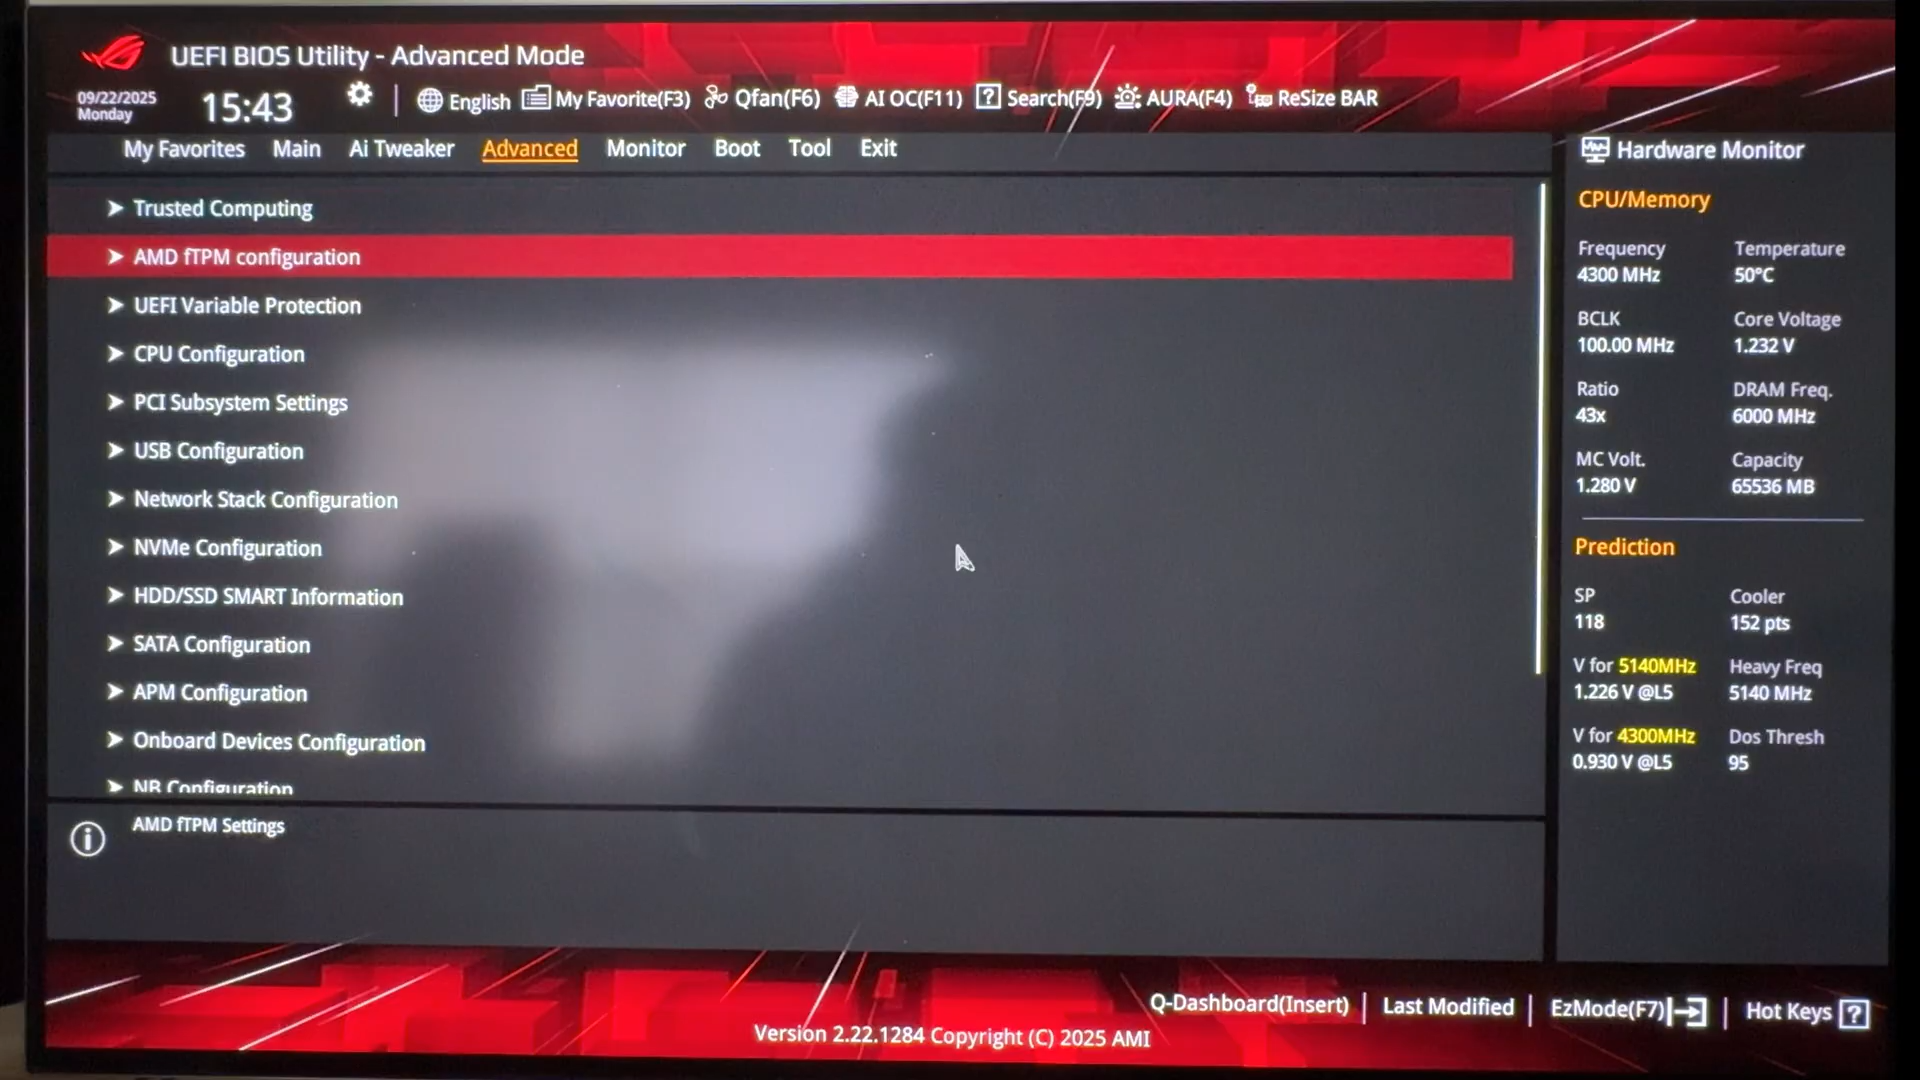 UEFI BIOS Utility - Advanced Mode
09/22/2025
Monday
15:43
English
My Favorite(F3)
Qfan(F6)
AI OC(F11)
Search(F9)
AURA(F4)
ReSize BAR
My Favorites
Main
Ai Tweaker
Advanced
Monitor
Boot
Tool
Exit
Trusted Computing
AMD fTPM configuration
UEFI Variable Protection
CPU Configuration
PCI Subsystem Settings
USB Configuration
Network Stack Configuration
NVMe Configuration
HDD/SSD SMART Information
SATA Configuration
APM Configuration
Onboard Devices Configuration
NB Configuration
AMD fTPM Settings
Hardware Monitor
CPU/Memory
Frequency Temperature
4300 MHz 50°C
BCLK Core Voltage
100.00 MHz 1.232 V
Ratio DRAM Freq.
43x 6000 MHz
MC Volt. Capacity
1.280 V 65536 MB
Prediction
SP Cooler
118 152 pts
V for 5140MHz Heavy Freq
1.226 V @L5 5140 MHz
V for 4300MHz Dos Thresh
0.930 V @L5 95
Q-Dashboard(Insert)
Last Modified
EzMode(F7)
Hot Keys ?
Version 2.22.1284 Copyright (C) 2025 AMI